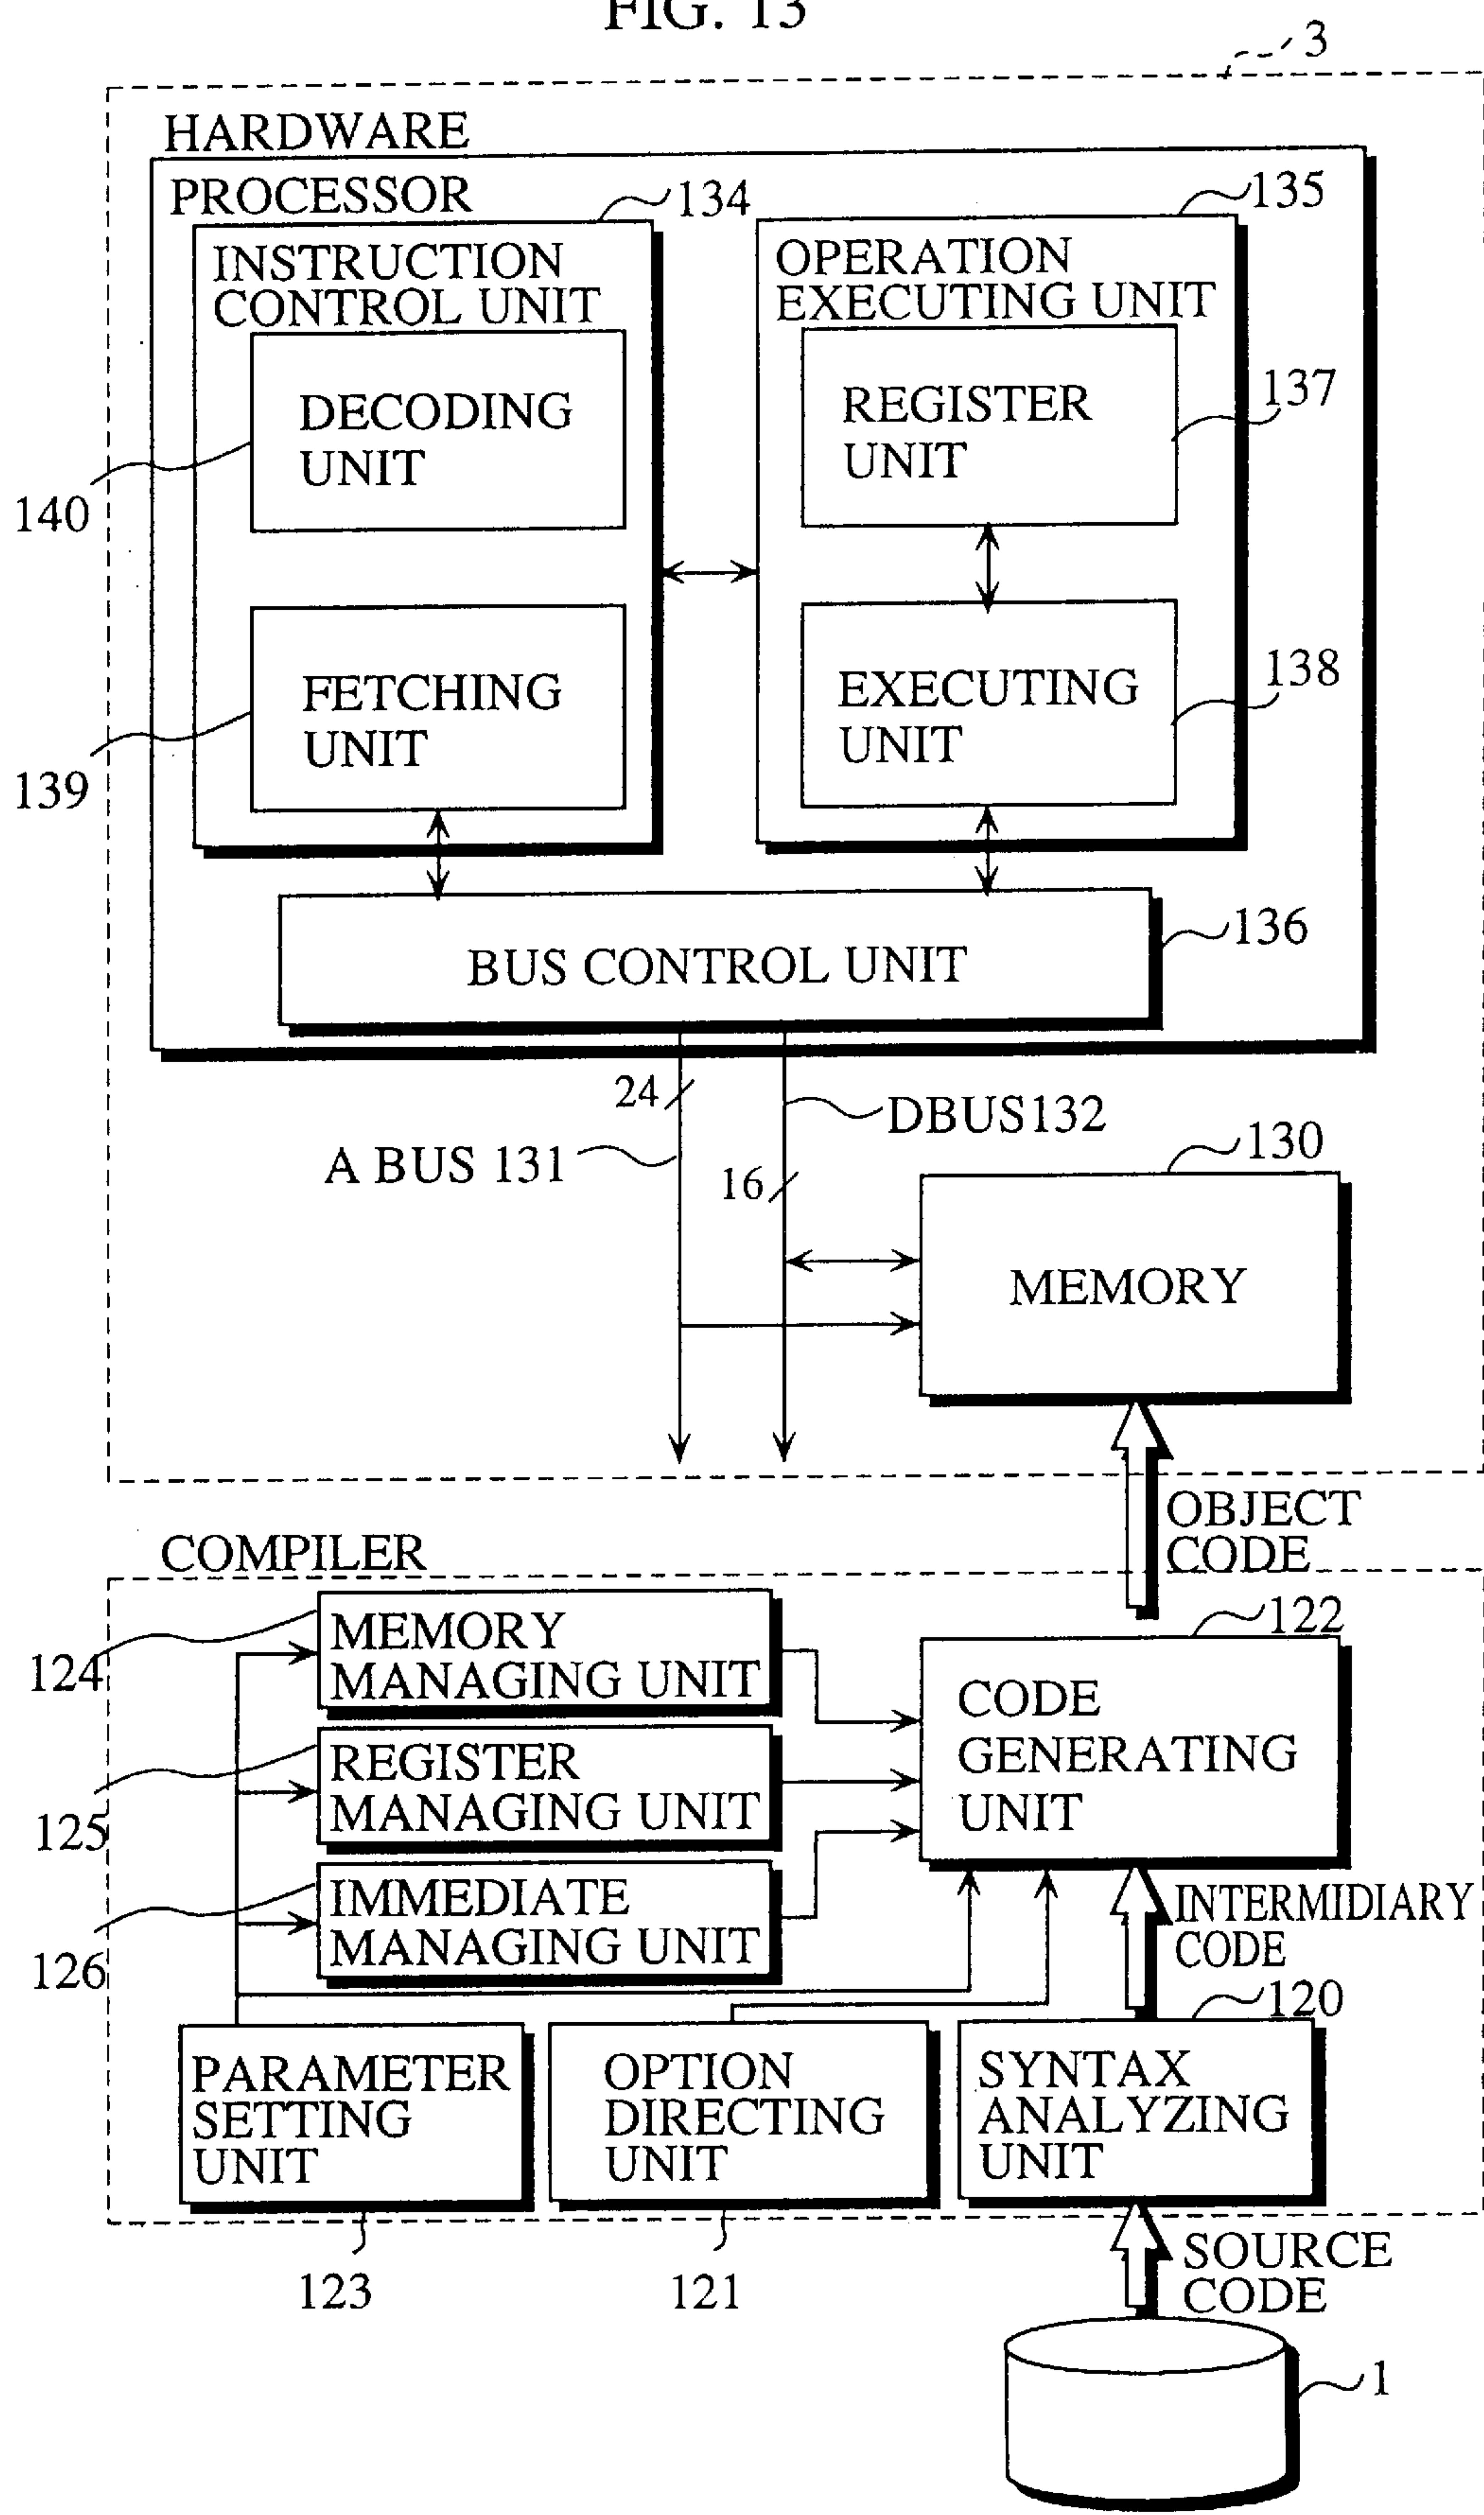 FIG. 13
3
HARDWARE
PROCESSOR
134
135
INSTRUCTION
CONTROL UNIT
OPERATION
EXECUTING UNIT
DECODING
UNIT
REGISTER
UNIT
137
140
FETCHING
UNIT
EXECUTING
UNIT
138
139
BUS CONTROL UNIT
136
24
DBUS132
A BUS 131
16
130
MEMORY
OBJECT
CODE
COMPILER
MEMORY
MANAGING UNIT
124
122
CODE
GENERATING
UNIT
REGISTER
MANAGING UNIT
125
IMMEDIATE
MANAGING UNIT
126
INTERMIDIARY
CODE
120
PARAMETER
SETTING
UNIT
OPTION
DIRECTING
UNIT
SYNTAX
ANALYZING
UNIT
123
121
SOURCE
CODE
1